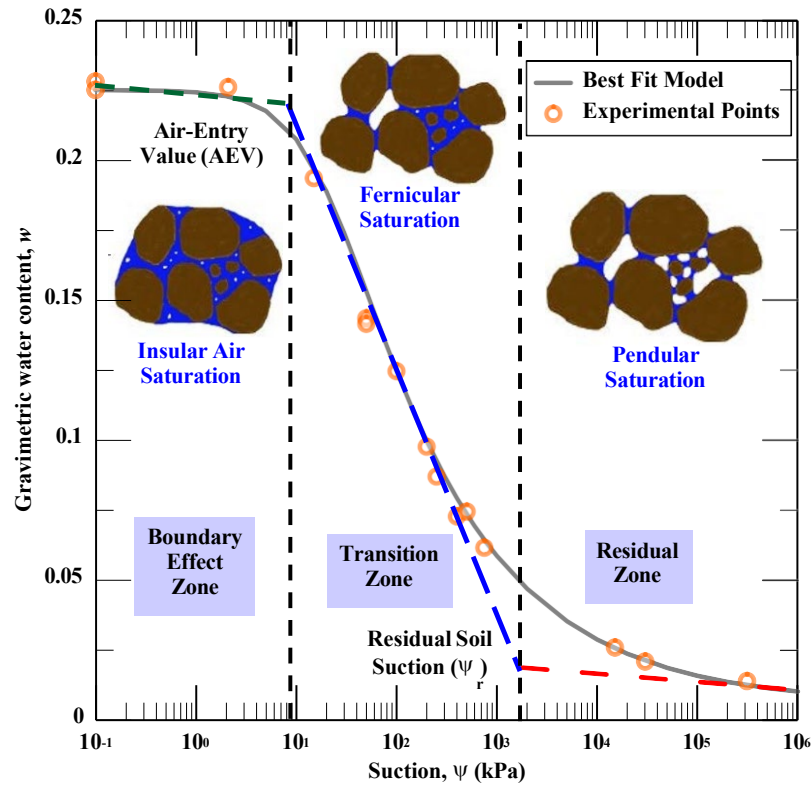 0.25
0.2
0.15
0.1
0.05
0
Gravimetric water content, w
10-1
100
101
102
103
104
105
106
Suction, ψ (kPa)
Best Fit Model
Experimental Points
Air-Entry
Value (AEV)
Fernicular
Saturation
Insular Air
Saturation
Pendular
Saturation
Boundary
Effect
Zone
Transition
Zone
Residual
Zone
Residual Soil
Suction (ψr)